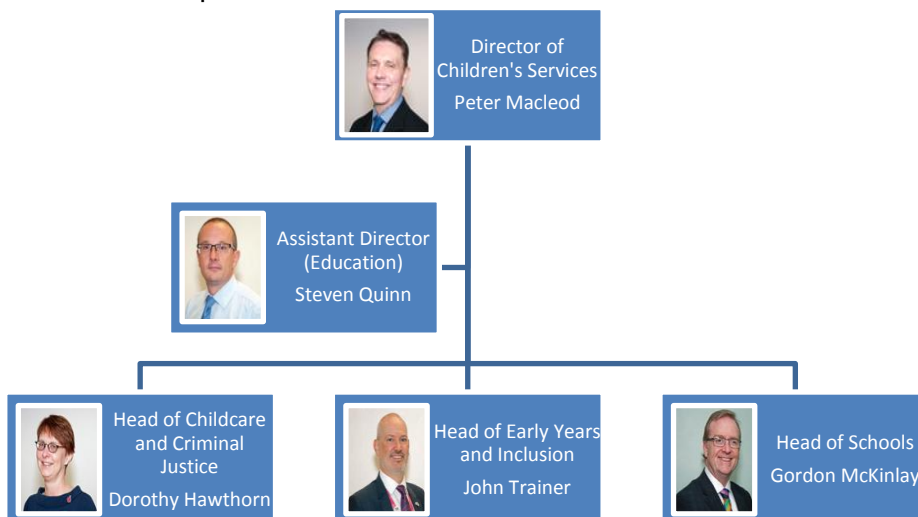 Director of
Children's Services
Peter Macleod
Assistant Director
(Education)
Steven Quinn
Head of Childcare
and Criminal
Justice
Dorothy Hawthorn
Head of Early Years
and Inclusion
John Trainer
Head of Schools
Gordon McKinlay